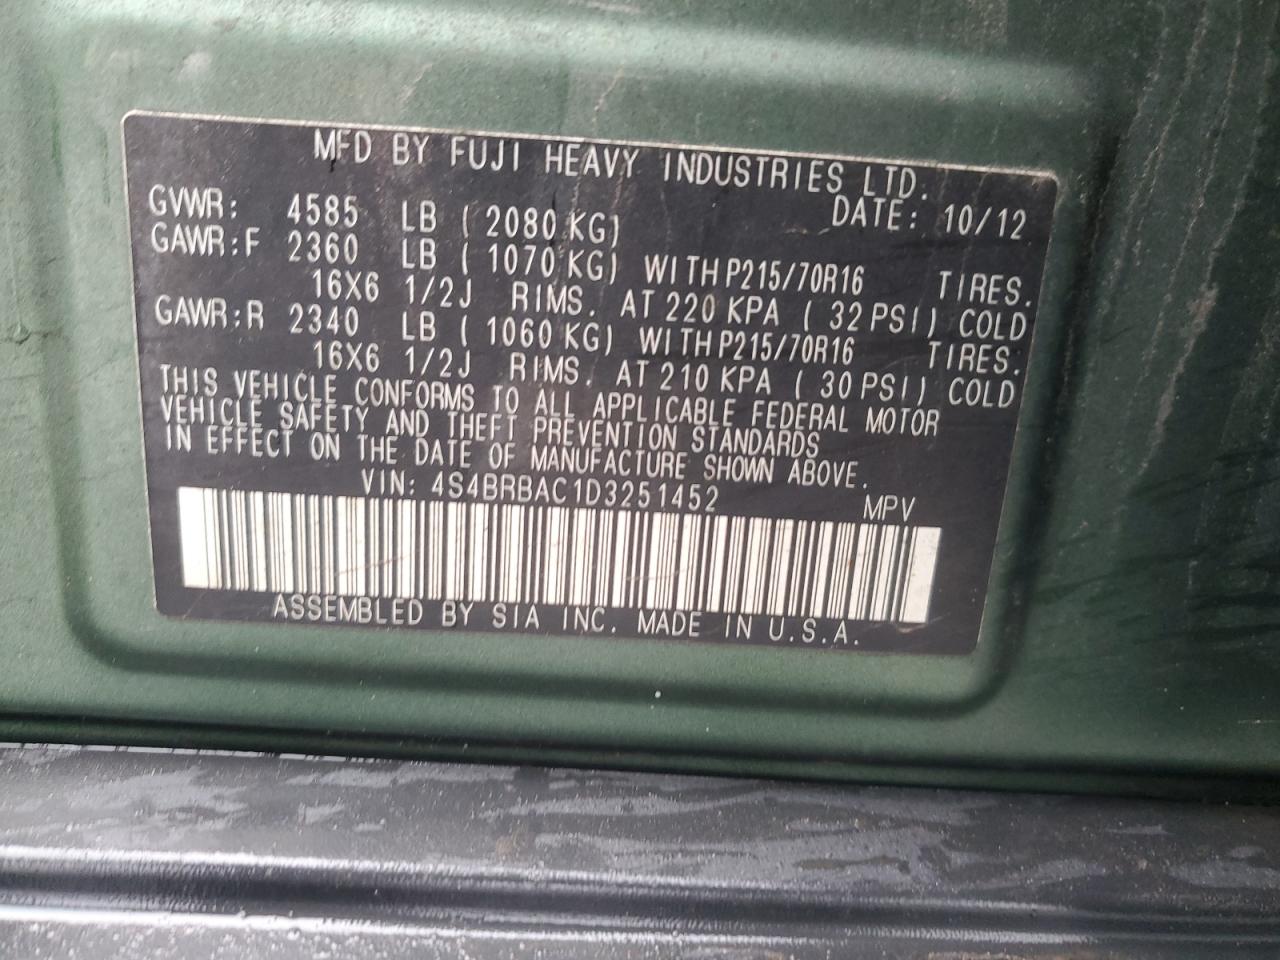 MFD BY FUJI HEAVY INDUSTRIES LTD.
DATE: 10/12
GVWR: 4585 LB ( 2080 KG)
GAWR:F 2360 LB ( 1070 KG) WITH P215/70R16 TIRES.
16X6 1/2J RIMS. AT 220 KPA ( 32 PSI) COLD
GAWR:R 2340 LB ( 1060 KG) WITH P215/70R16 TIRES.
16X6 1/2J RIMS. AT 210 KPA ( 30 PSI) COLD
THIS VEHICLE CONFORMS TO ALL APPLICABLE FEDERAL MOTOR
VEHICLE SAFETY AND THEFT PREVENTION STANDARDS
IN EFFECT ON THE DATE OF MANUFACTURE SHOWN ABOVE.
VIN: 4S4BRBAC1D3251452 MPV
ASSEMBLED BY SIA INC. MADE IN U.S.A.